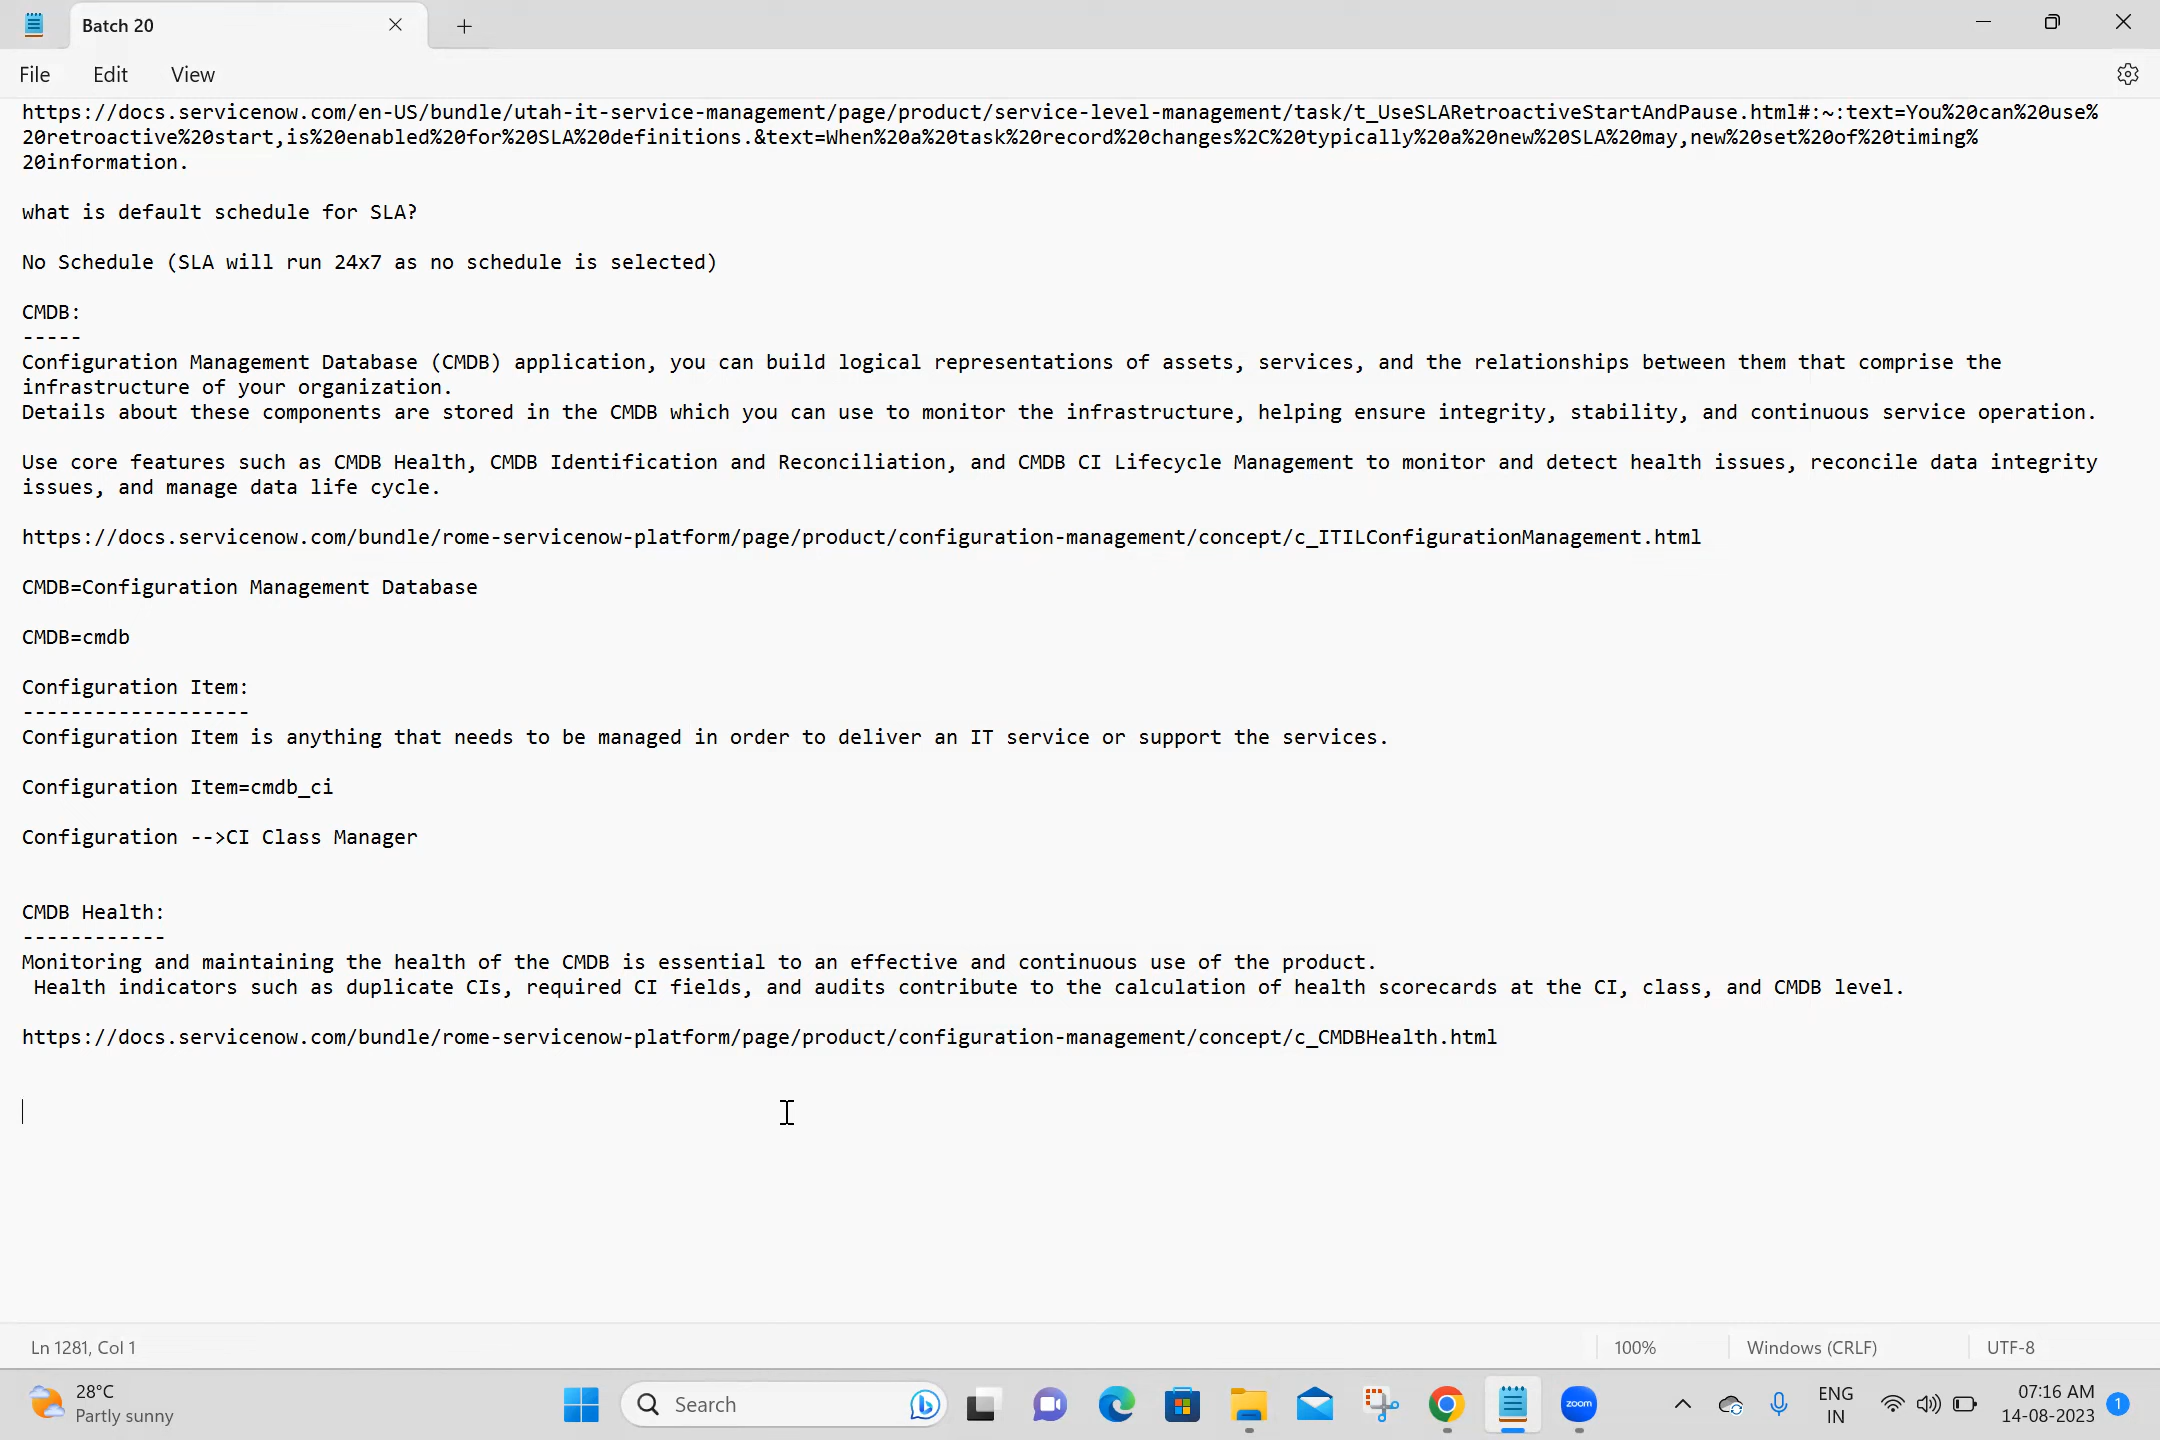 Batch 20
File Edit View
https://docs.servicenow.com/en-US/bundle/utah-it-service-management/page/product/service-level-management/task/t_UseSLARetroactiveStartAndPause.html#:~:text=You%20can%20use%
20retroactive%20start,is%20enabled%20for%20SLA%20definitions.&text=When%20a%20task%20record%20changes%2C%20typically%20a%20new%20SLA%20may,new%20set%20of%20timing%
20information.
what is default schedule for SLA?
No Schedule (SLA will run 24x7 as no schedule is selected)
CMDB:
-----
Configuration Management Database (CMDB) application, you can build logical representations of assets, services, and the relationships between them that comprise the
infrastructure of your organization.
Details about these components are stored in the CMDB which you can use to monitor the infrastructure, helping ensure integrity, stability, and continuous service operation.
Use core features such as CMDB Health, CMDB Identification and Reconciliation, and CMDB CI Lifecycle Management to monitor and detect health issues, reconcile data integrity
issues, and manage data life cycle.
https://docs.servicenow.com/bundle/rome-servicenow-platform/page/product/configuration-management/concept/c_ITILConfigurationManagement.html
CMDB=Configuration Management Database
CMDB=cmdb
Configuration Item:
-------------------
Configuration Item is anything that needs to be managed in order to deliver an IT service or support the services.
Configuration Item=cmdb_ci
Configuration -->CI Class Manager
CMDB Health:
------------
Monitoring and maintaining the health of the CMDB is essential to an effective and continuous use of the product.
Health indicators such as duplicate CIs, required CI fields, and audits contribute to the calculation of health scorecards at the CI, class, and CMDB level.
https://docs.servicenow.com/bundle/rome-servicenow-platform/page/product/configuration-management/concept/c_CMDBHealth.html
Ln 1281, Col 1 100% Windows (CRLF) UTF-8
28°C
Partly sunny
Search
zoom
ENG
IN
07:16 AM
14-08-2023
1